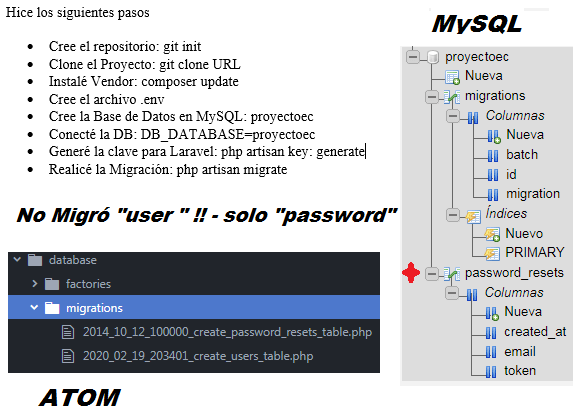 Hice los siguientes pasos
Cree el repositorio: git init
Clone el Proyecto: git clone URL
Instalé Vendor: composer update
Cree el archivo .env
Cree la Base de Datos en MySQL: proyectoec
Conecté la DB: DB_DATABASE=proyectoec
Generé la clave para Laravel: php artisan key: generate
Realicé la Migración: php artisan migrate
No Migró "user " !! - solo "password"
database
factories
migrations
2014_10_12_100000_create_password_resets_table.php
2020_02_19_203401_create_users_table.php
ATOM
MySQL
proyectoec
Nueva
migrations
Columnas
Nueva
batch
id
migration
Índices
Nuevo
PRIMARY
password_resets
Columnas
Nueva
created_at
email
token